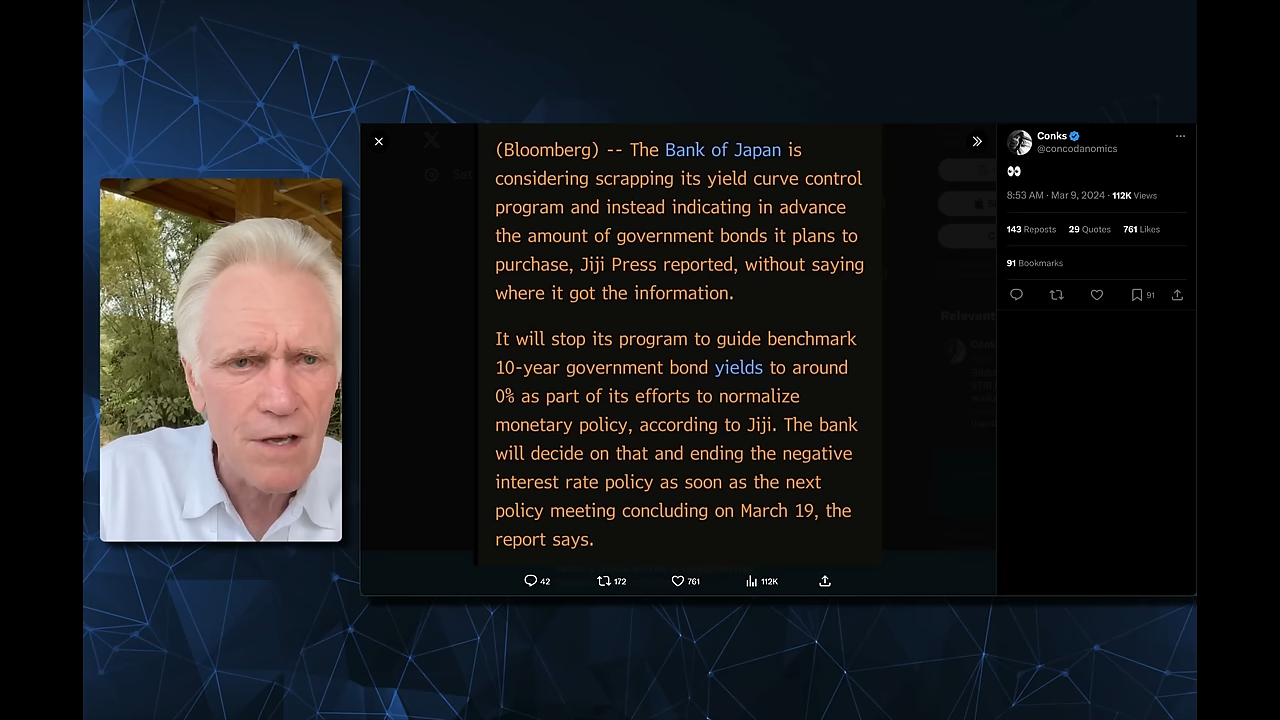 (Bloomberg) -- The Bank of Japan is
considering scrapping its yield curve control
program and instead indicating in advance
the amount of government bonds it plans to
purchase, Jiji Press reported, without saying
where it got the information.
It will stop its program to guide benchmark
10-year government bond yields to around
0% as part of its efforts to normalize
monetary policy, according to Jiji. The bank
will decide on that and ending the negative
interest rate policy as soon as the next
policy meeting concluding on March 19, the
report says.
42 172 761 112K
Conks
@concodanomics
8:53 AM · Mar 9, 2024 · 112K Views
143 Reposts 29 Quotes 761 Likes
91 Bookmarks
91
Relevant